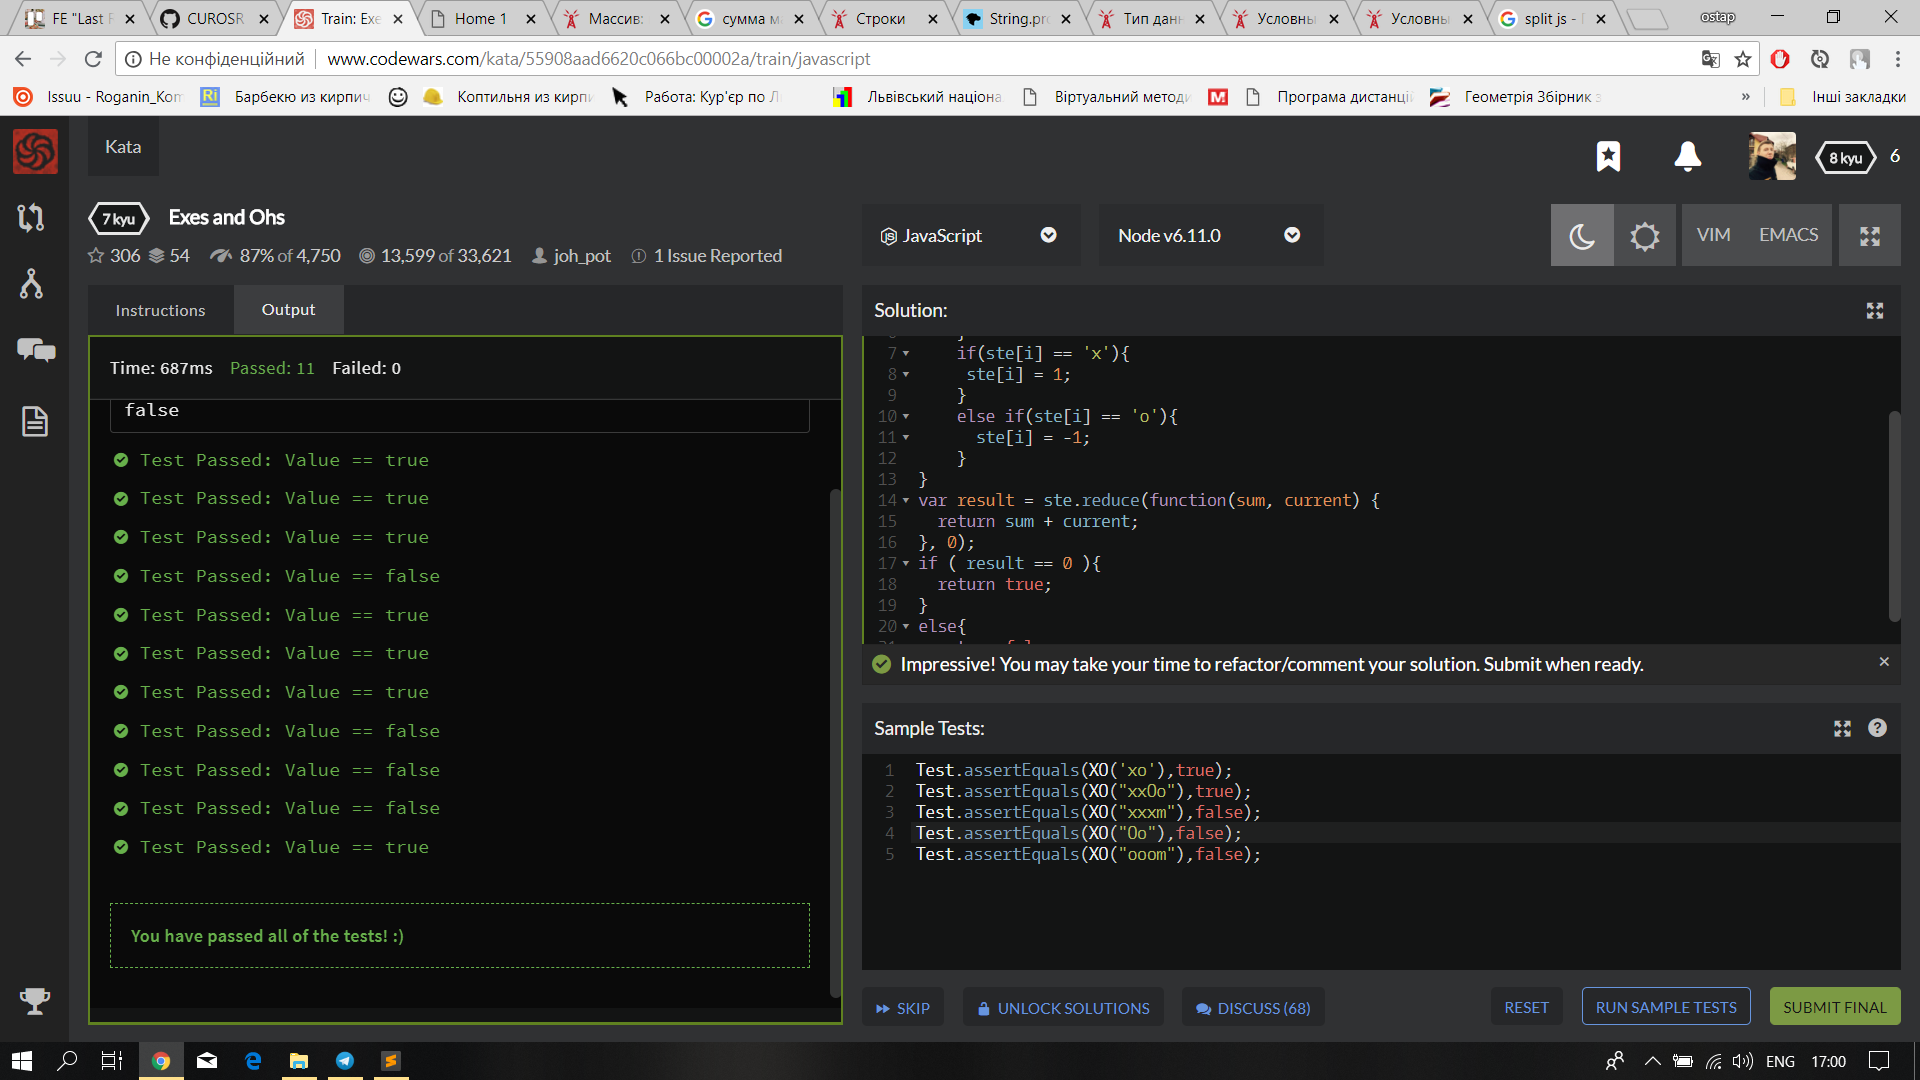 FE "Last F
CUROSR
Train: Exe
Home 1
Массив:
сумма м
Строки
String.pro
Тип данн
Условны
Условны
split js - П
ostap
Не конфіденційний
www.codewars.com/kata/55908aad6620c066bc00002a/train/javascript
Issuu - Roganin_Kom
Барбекю из кирпич
Коптильня из кирпи
Работа: Кур'єр по Л
Львівський націона
Віртуальний методи
Програма дистанцій
Геометрія Збірник з
»
Інші закладки
Kata
8 kyu
6
7 kyu
Exes and Ohs
306
54
87% of 4,750
13,599 of 33,621
joh_pot
1 Issue Reported
JavaScript
Node v6.11.0
VIM
EMACS
Instructions
Output
Time: 687ms Passed: 11 Failed: 0
false
Test Passed: Value == true
Test Passed: Value == true
Test Passed: Value == true
Test Passed: Value == false
Test Passed: Value == true
Test Passed: Value == true
Test Passed: Value == true
Test Passed: Value == false
Test Passed: Value == false
Test Passed: Value == false
Test Passed: Value == true
You have passed all of the tests! :)
Solution:
7 if(ste[i] == 'x'){
8 ste[i] = 1;
9 }
10 else if(ste[i] == 'o'){
11 ste[i] = -1;
12 }
13 }
14 var result = ste.reduce(function(sum, current) {
15 return sum + current;
16 }, 0);
17 if ( result == 0 ){
18 return true;
19 }
20 else{
Impressive! You may take your time to refactor/comment your solution. Submit when ready.
Sample Tests:
1 Test.assertEquals(XO('xo'),true);
2 Test.assertEquals(XO("xxOo"),true);
3 Test.assertEquals(XO("xxxm"),false);
4 Test.assertEquals(XO("Oo"),false);
5 Test.assertEquals(XO("ooom"),false);
SKIP
UNLOCK SOLUTIONS
DISCUSS (68)
RESET
RUN SAMPLE TESTS
SUBMIT FINAL
ENG
17:00